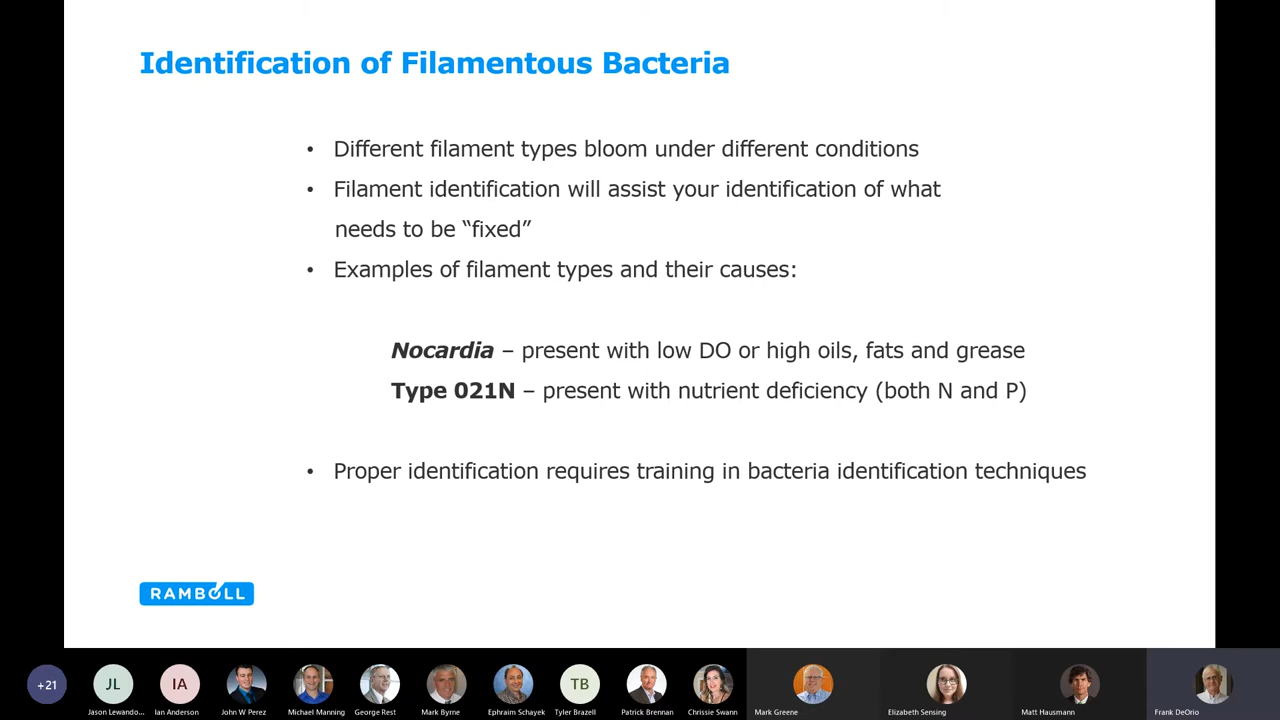 Identification of Filamentous Bacteria
• Different filament types bloom under different conditions
• Filament identification will assist your identification of what
needs to be “fixed”
• Examples of filament types and their causes:
Nocardia – present with low DO or high oils, fats and grease
Type 021N – present with nutrient deficiency (both N and P)
• Proper identification requires training in bacteria identification techniques
RAMBOLL
+21
JL
IA
TB
Jason Lewando...
Ian Anderson
John W Perez
Michael Manning
George Rest
Mark Byrne
Ephraim Schayek
Tyler Brazell
Patrick Brennan
Chrissie Swann
Mark Greene
Elizabeth Sensing
Matt Hausmann
Frank DeOrio